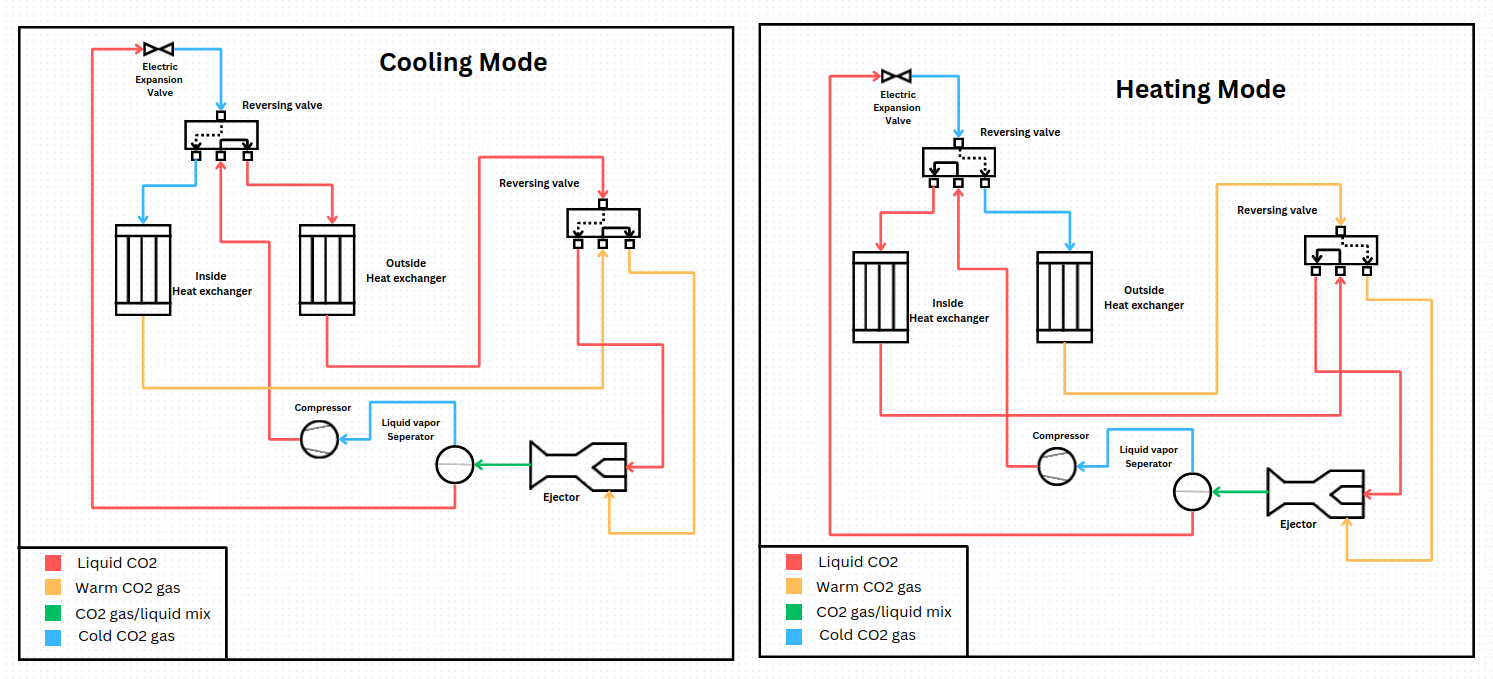 Cooling Mode
Electric
Expansion
Valve
Reversing valve
Reversing valve
Inside
Heat exchanger
Outside
Heat exchanger
Compressor
Liquid vapor
Seperator
Ejector
Liquid CO2
Warm CO2 gas
CO2 gas/liquid mix
Cold CO2 gas
Heating Mode
Electric
Expansion
Valve
Reversing valve
Reversing valve
Inside
Heat exchanger
Outside
Heat exchanger
Compressor
Liquid vapor
Seperator
Ejector
Liquid CO2
Warm CO2 gas
CO2 gas/liquid mix
Cold CO2 gas